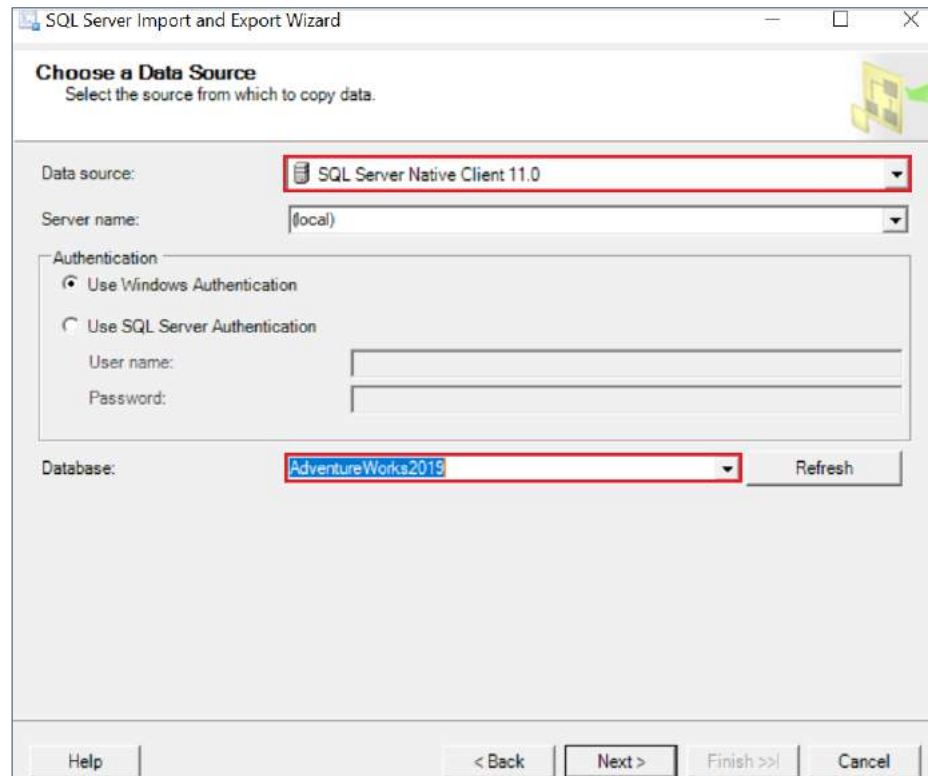 SQL Server Import and Export Wizard
Choose a Data Source
Select the source from which to copy data.
Data source:
SQL Server Native Client 11.0
Server name:
(local)
Authentication
Use Windows Authentication
Use SQL Server Authentication
User name:
Password:
Database:
AdventureWorks2019
Refresh
Help
< Back
Next >
Finish >>|
Cancel